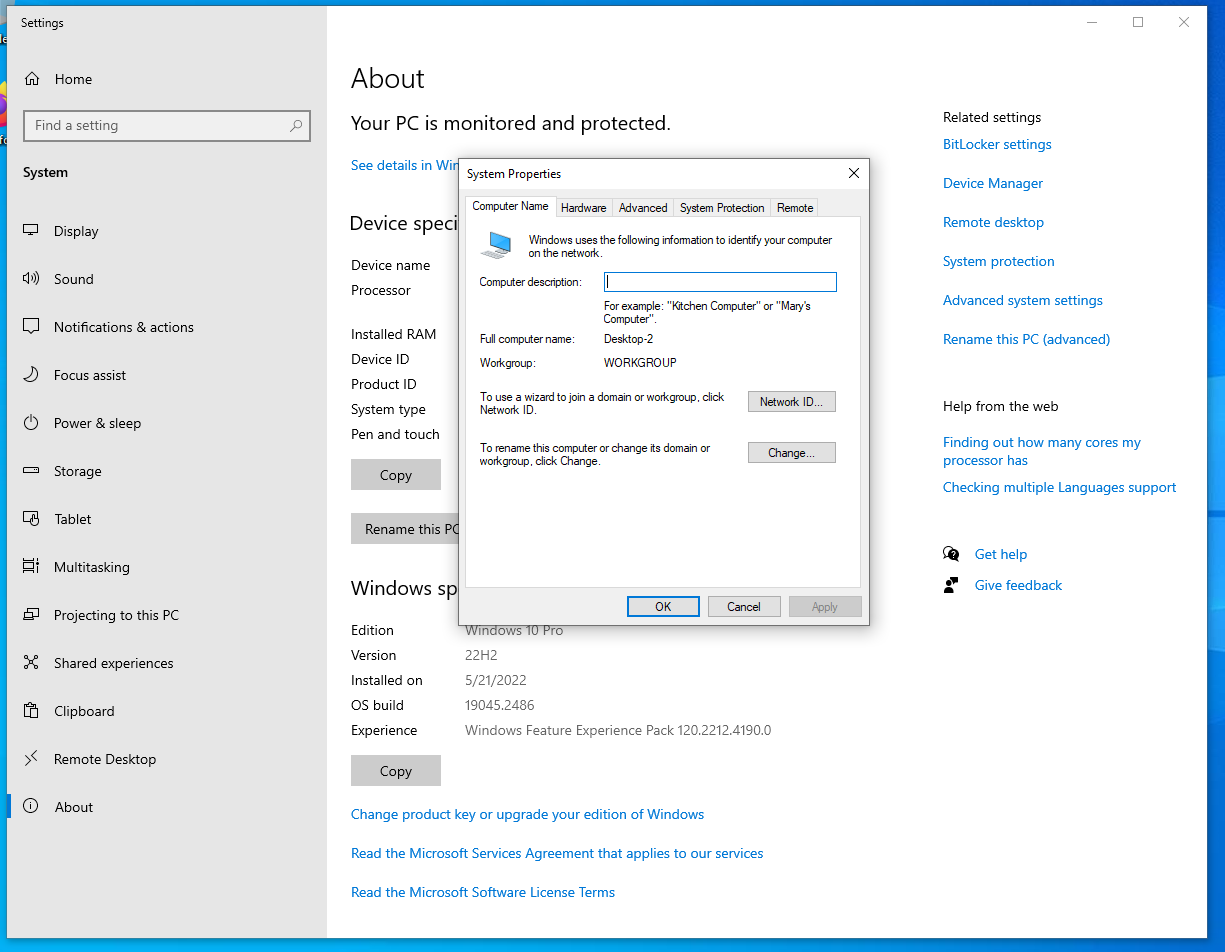 Settings
Home
Find a setting
System
Display
Sound
Notifications & actions
Focus assist
Power & sleep
Storage
Tablet
Multitasking
Projecting to this PC
Shared experiences
Clipboard
Remote Desktop
About
About
Your PC is monitored and protected.
See details in Win
Device speci
Device name
Processor
Installed RAM
Device ID
Product ID
System type
Pen and touch
Copy
Rename this PC
Windows sp
Edition Windows 10 Pro
Version 22H2
Installed on 5/21/2022
OS build 19045.2486
Experience Windows Feature Experience Pack 120.2212.4190.0
Copy
Change product key or upgrade your edition of Windows
Read the Microsoft Services Agreement that applies to our services
Read the Microsoft Software License Terms
System Properties
Computer Name Hardware Advanced System Protection Remote
Windows uses the following information to identify your computer
on the network.
Computer description:
For example: "Kitchen Computer" or "Mary's
Computer".
Full computer name: Desktop-2
Workgroup: WORKGROUP
To use a wizard to join a domain or workgroup, click
Network ID.
Network ID...
To rename this computer or change its domain or
workgroup, click Change.
Change...
OK Cancel Apply
Related settings
BitLocker settings
Device Manager
Remote desktop
System protection
Advanced system settings
Rename this PC (advanced)
Help from the web
Finding out how many cores my
processor has
Checking multiple Languages support
Get help
Give feedback